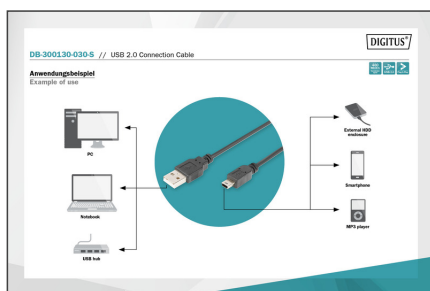 DIGITUS®
DB-300130-030-S // USB 2.0 Connection Cable
Anwendungsbeispiel
Example of use
PC
Notebook
USB hub
External HDD
enclosure
Smartphone
MP3 player